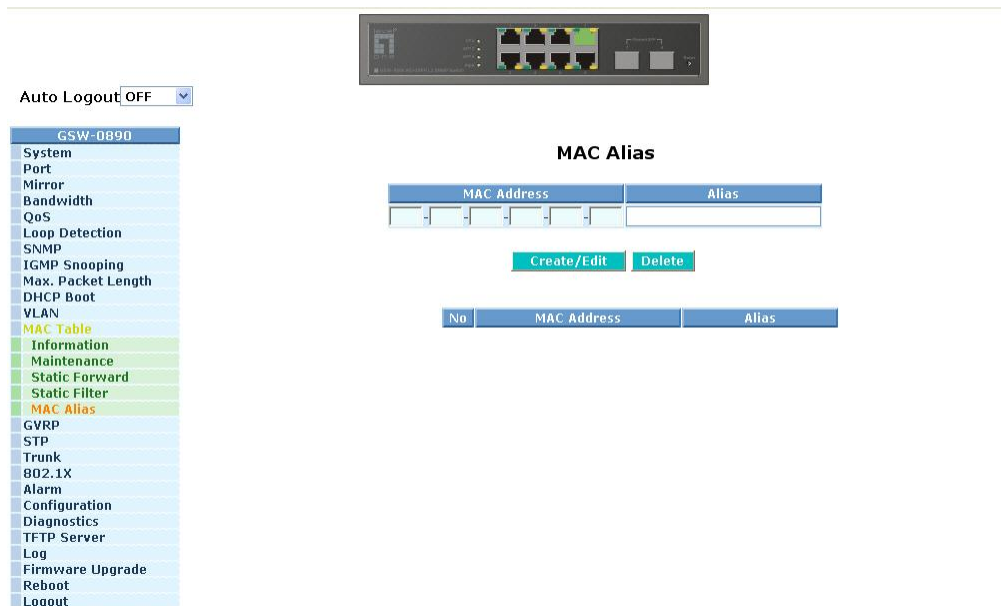 Auto Logout OFF
GSW-0890
System
Port
Mirror
Bandwidth
QoS
Loop Detection
SNMP
IGMP Snooping
Max. Packet Length
DHCP Boot
VLAN
MAC Table
Information
Maintenance
Static Forward
Static Filter
MAC Alias
GVRP
STP
Trunk
802.1X
Alarm
Configuration
Diagnostics
TFTP Server
Log
Firmware Upgrade
Reboot
Logout
MAC Alias
MAC Address Alias
- - - - -
Create/Edit Delete
No MAC Address Alias